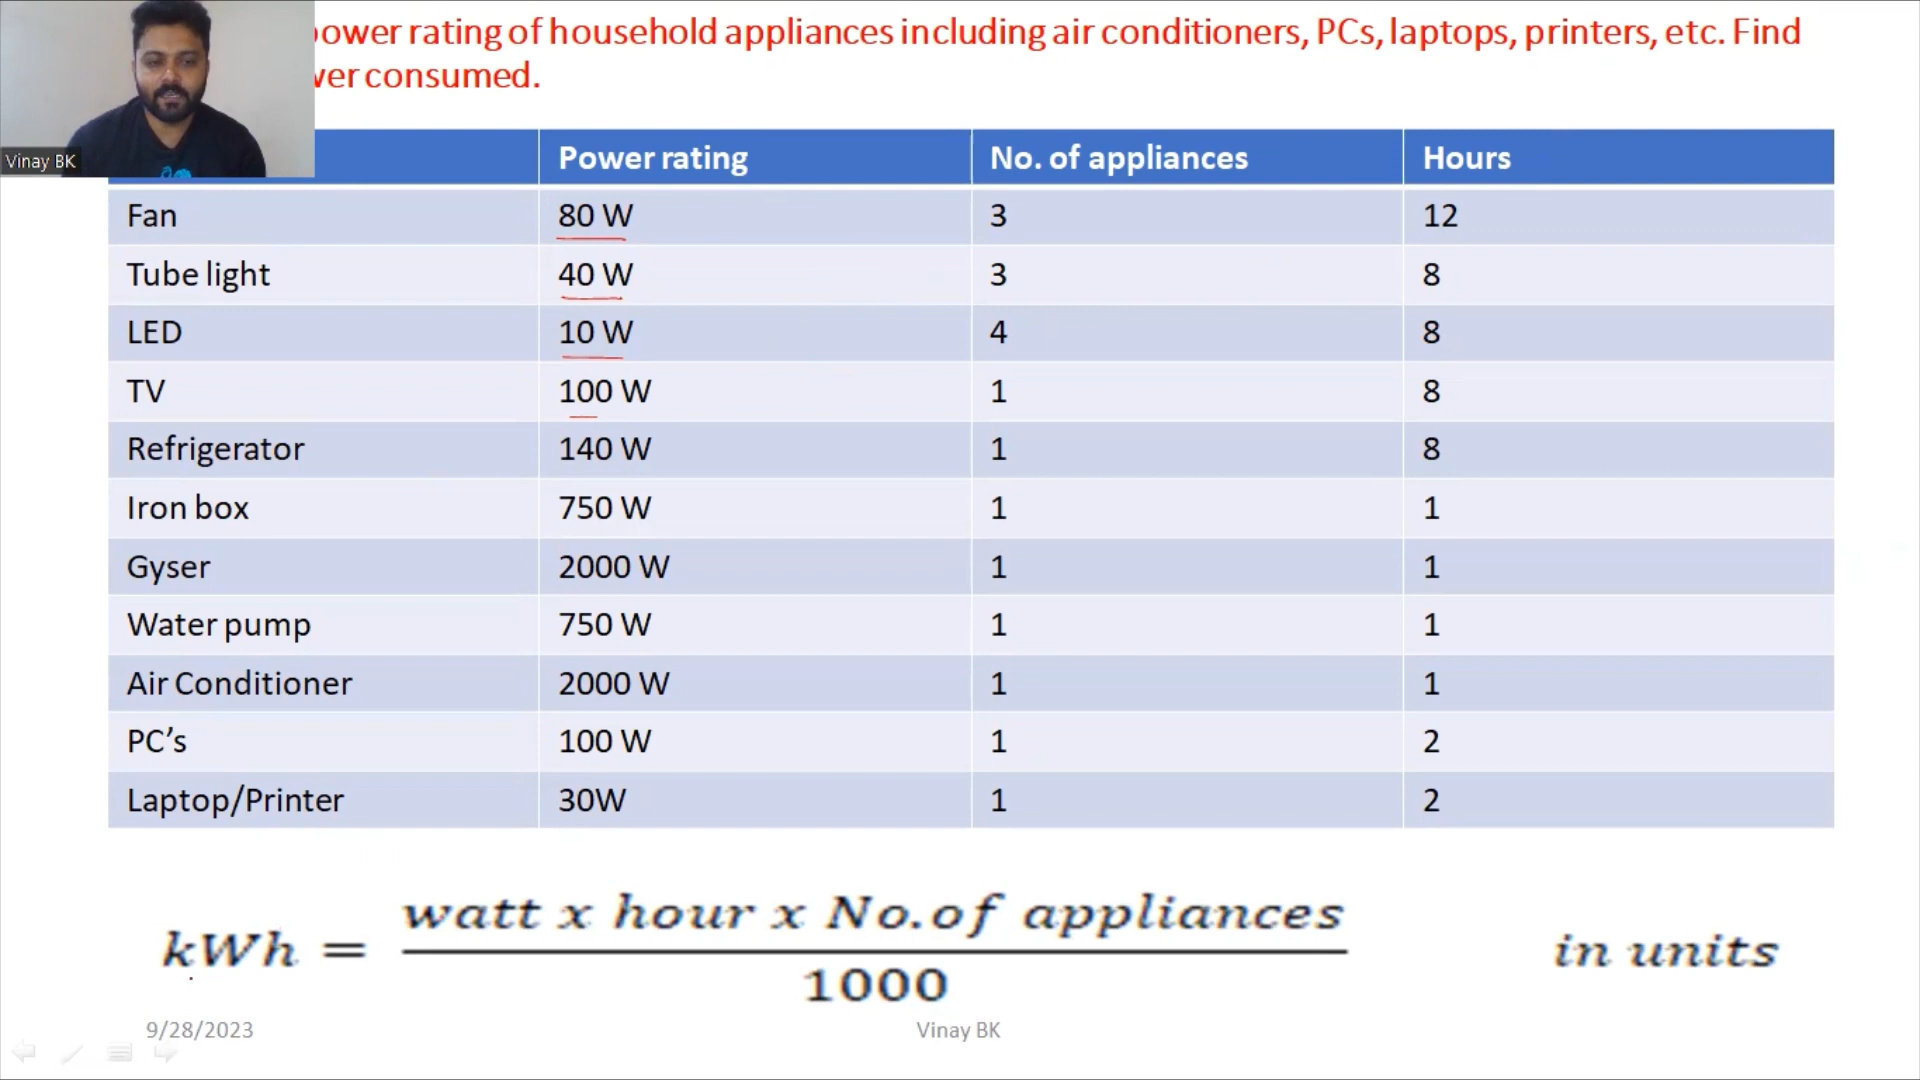 power rating of household appliances including air conditioners, PCs, laptops, printers, etc. Find
consumed.
Vinay BK
Power rating No. of appliances Hours
Fan 80 W 3 12
Tube light 40 W 3 8
LED 10 W 4 8
TV 100 W 1 8
Refrigerator 140 W 1 8
Iron box 750 W 1 1
Gyser 2000 W 1 1
Water pump 750 W 1 1
Air Conditioner 2000 W 1 1
PC’s 100 W 1 2
Laptop/Printer 30W 1 2
watt x hour x No.of appliances
kWh = in units
1000
9/28/2023 Vinay BK